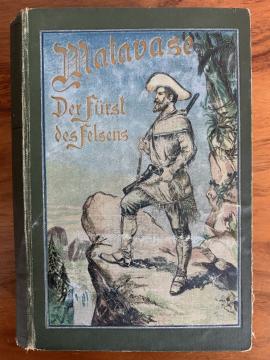 Matavase
Der Fürst
des Felsens